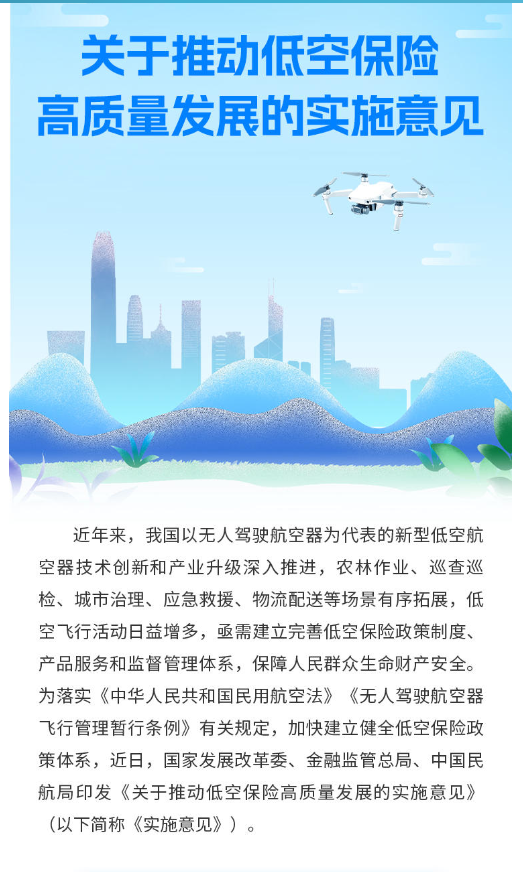 关于推动低空保险
高质量发展的实施意见
近年来，我国以无人驾驶航空器为代表的新型低空航
空器技术创新和产业升级深入推进，农林作业、巡查巡
检、城市治理、应急救援、物流配送等场景有序拓展，低
空飞行活动日益增多，亟需建立完善低空保险政策制度、
产品服务和监督管理体系，保障人民群众生命财产安全。
为落实《中华人民共和国民用航空法》《无人驾驶航空器
飞行管理暂行条例》有关规定，加快建立健全低空保险政
策体系，近日，国家发展改革委、金融监管总局、中国民
航局印发《关于推动低空保险高质量发展的实施意见》
（以下简称《实施意见》）。